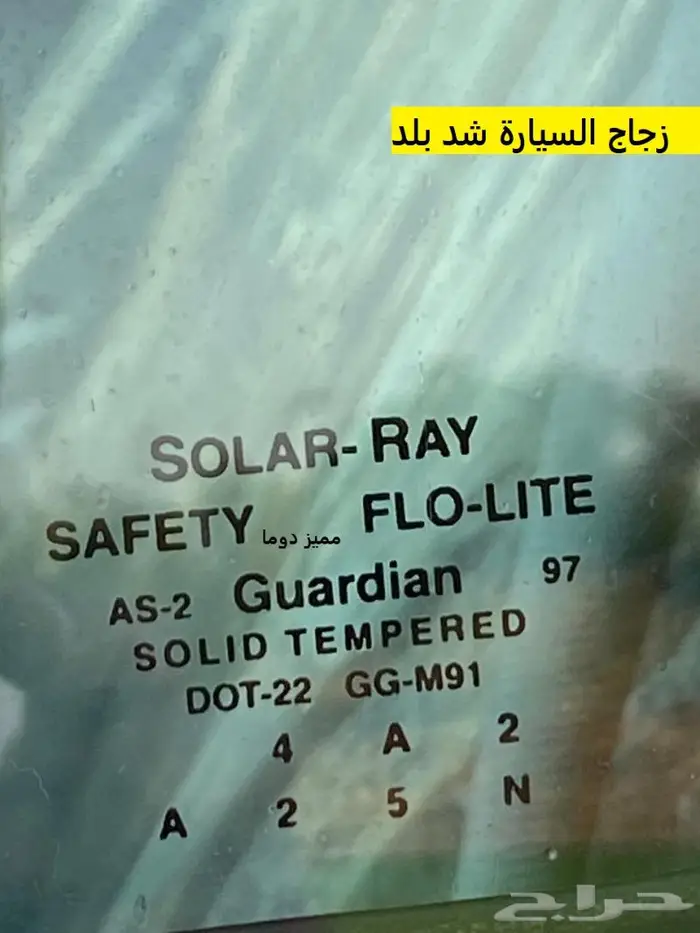 زجاج السيارة شد بلد
SOLAR-RAY
SAFETY مميز دوما FLO-LITE
AS-2 Guardian 97
SOLID TEMPERED
DOT-22 GG-M91
4 A 2
A 2 5 N
حراج